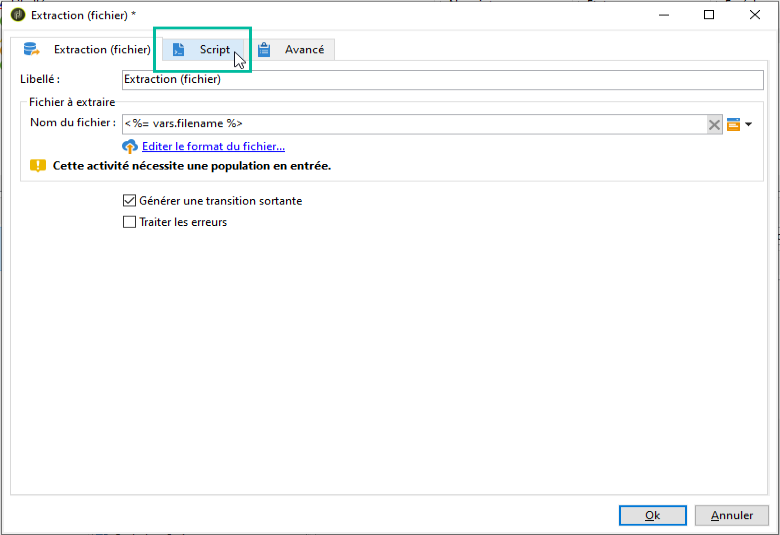 Extraction (fichier) *
Extraction (fichier) Script Avancé
Libellé : Extraction (fichier)
Fichier à extraire
Nom du fichier : <%= vars.filename %>
Editer le format du fichier...
Cette activité nécessite une population en entrée.
Générer une transition sortante
Traiter les erreurs
Ok Annuler